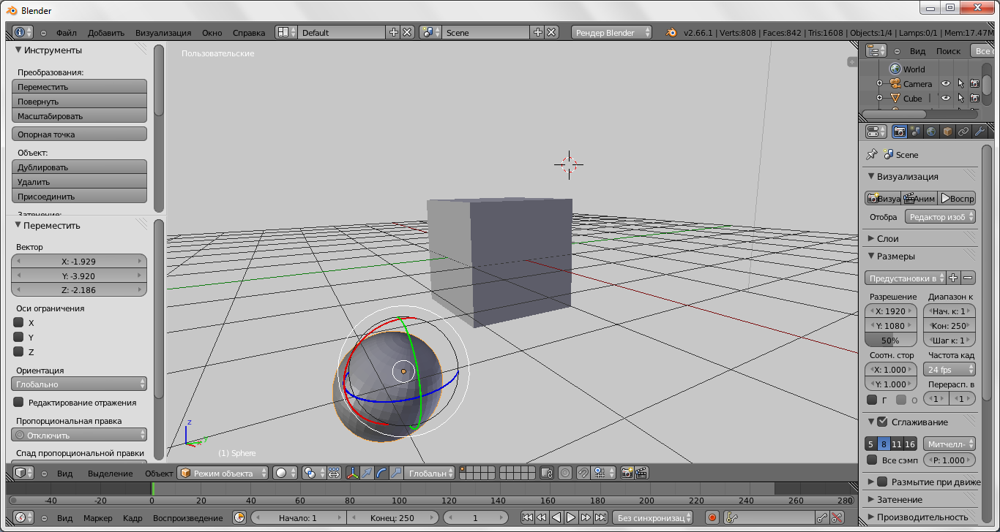 Blender
Файл Добавить Визуализация Окно Справка Default Scene Рендер Blender v2.66.1 | Verts:808 | Faces:842 | Tris:1608 | Objects:1/4 | Lamps:0/1 | Mem:17.47M
Инструменты
Преобразования:
Переместить
Повернуть
Масштабировать
Опорная точка
Объект:
Дублировать
Удалить
Присоединить
Затенение:
Переместить
Вектор
X: -1.929
Y: -3.920
Z: -2.186
Оси ограничения
X
Y
Z
Ориентация
Глобально
Редактирование отражения
Пропорциональная правка
Отключить
Спад пропорциональной правки
Пользовательские
z
(1) Sphere
Вид Поиск Все с
World
Camera
Cube
Scene
Визуализация
Визуа Аним Воспр
Отобра Редактор изоб
Слои
Размеры
Предустановки в
Разрешение Диапазон к
X: 1920 Нач. к: 1
Y: 1080 Кон: 250
50% Шаг к: 1
Соотн. стор Частота кад
X: 1.000 24 fps
Y: 1.000 Перерасп. в
Г О 1 1
Сглаживание
5 8 11 16 Митчелл-
Все сэмп Р: 1.000
Размытие при движе
Затенение
Производительность
Вид Выделение Объект Режим объекта Глобальн
-40 -20 0 20 40 60 80 100 120 140 160 180 200 220 240 260 280
Вид Маркер Кадр Воспроизведение Начало: 1 Конец: 250 1 Без синхронизац